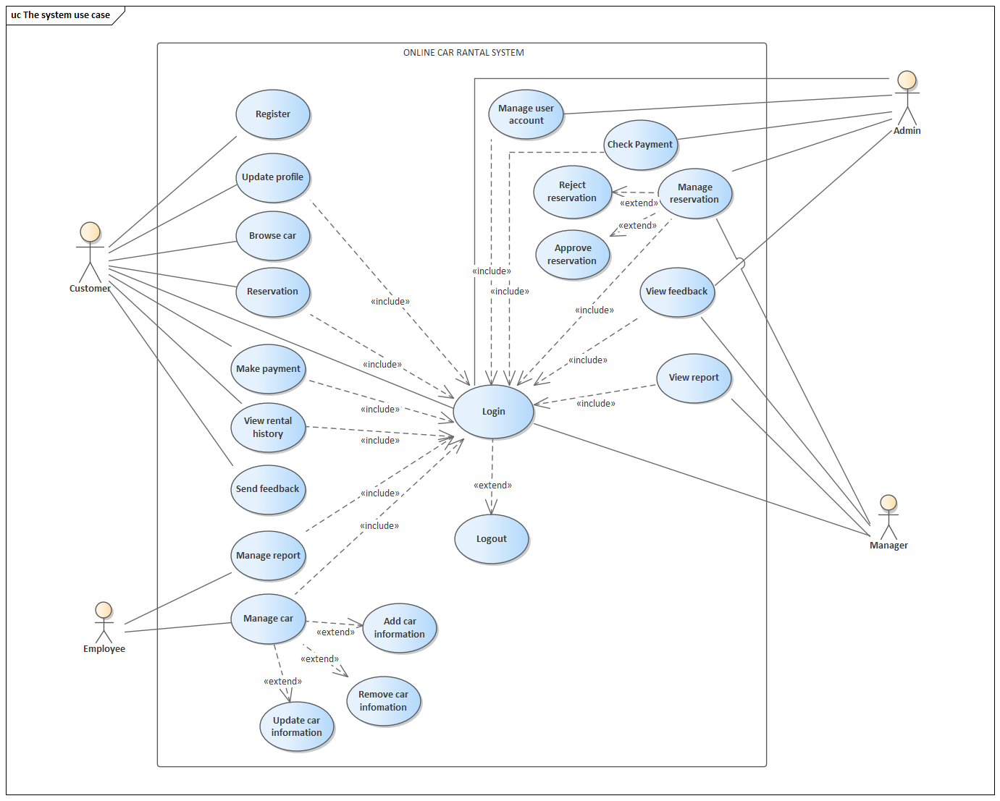 uc The system use case
ONLINE CAR RANTAL SYSTEM
Register
Manage user
account
Check Payment
Admin
Update profile
Reject
reservation
Manage
reservation
«extend»
«extend»
Browse car
Approve
reservation
Customer
«include»
«include»
Reservation
View feedback
«include»
«include»
«include»
«include»
Make payment
View report
«include»
«include»
Login
View rental
history
«include»
Send feedback
«include»
«extend»
Manager
«include»
Logout
Manage report
Manage car
Add car
information
«extend»
Employee
«extend»
«extend»
Remove car
infomation
Update car
information